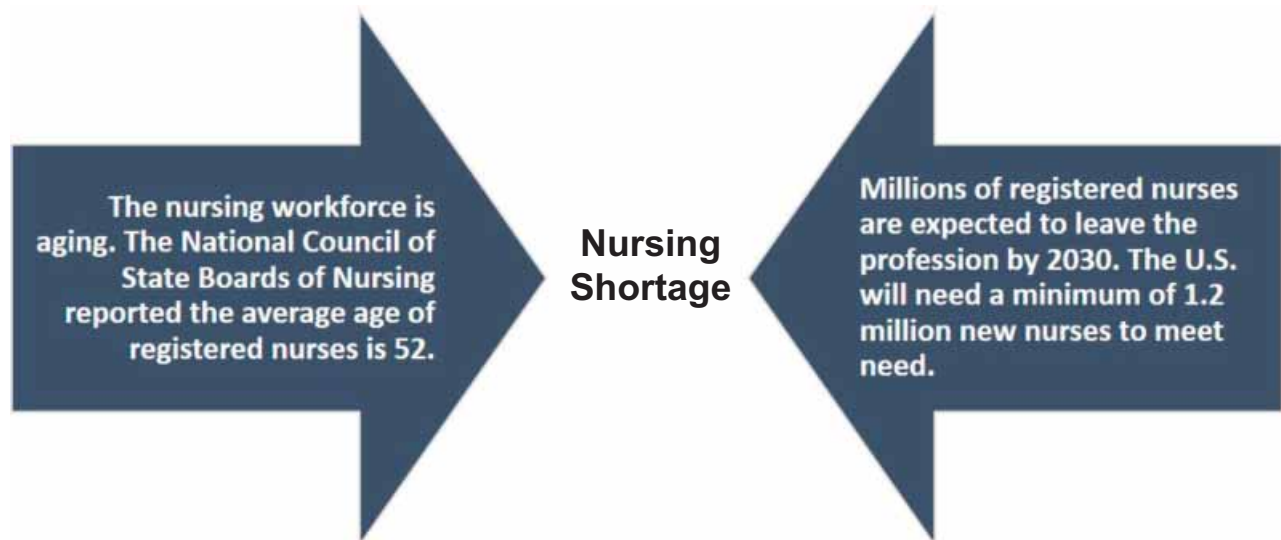 The nursing workforce is
aging. The National Council of
State Boards of Nursing
reported the average age of
registered nurses is 52.
Nursing
Shortage
Millions of registered nurses
are expected to leave the
profession by 2030. The U.S.
will need a minimum of 1.2
million new nurses to meet
need.